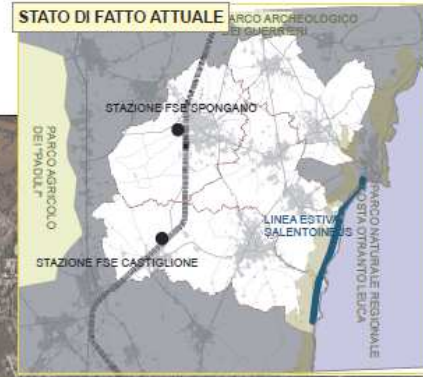 STATO DI FATTO ATTUALE
PARCO ARCHEOLOGICO
DEI GUERRIERI
STAZIONE FSE SPONGANO
PARCO AGRICOLO
DEI "PADULI"
LINEA ESTIVA
SALENTOINBUS
PARCO NATURALE REGIONALE
COSTA OTRANTO LEUCA
STAZIONE FSE CASTIGLIONE